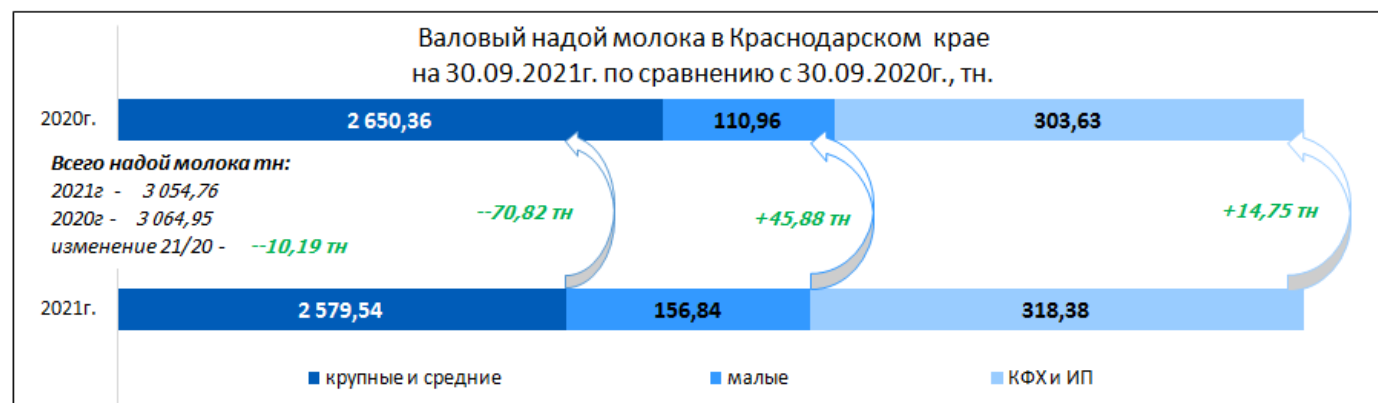 Валовый надой молока в Краснодарском края
на 30.09.2021г. по сравнению с 30.09.2020г., тн.
2020г.
2 650,36
110,96
303,63
Всего надой молока тн:
2021г - 3 054,76
2020г - 3 064,95
изменение 21/20 - --10,19 тн
--70,82 тн
+45,88 тн
+14,75 тн
2021г.
2 579,54
156,84
318,38
крупные и средние
малые
КФХ и ИП